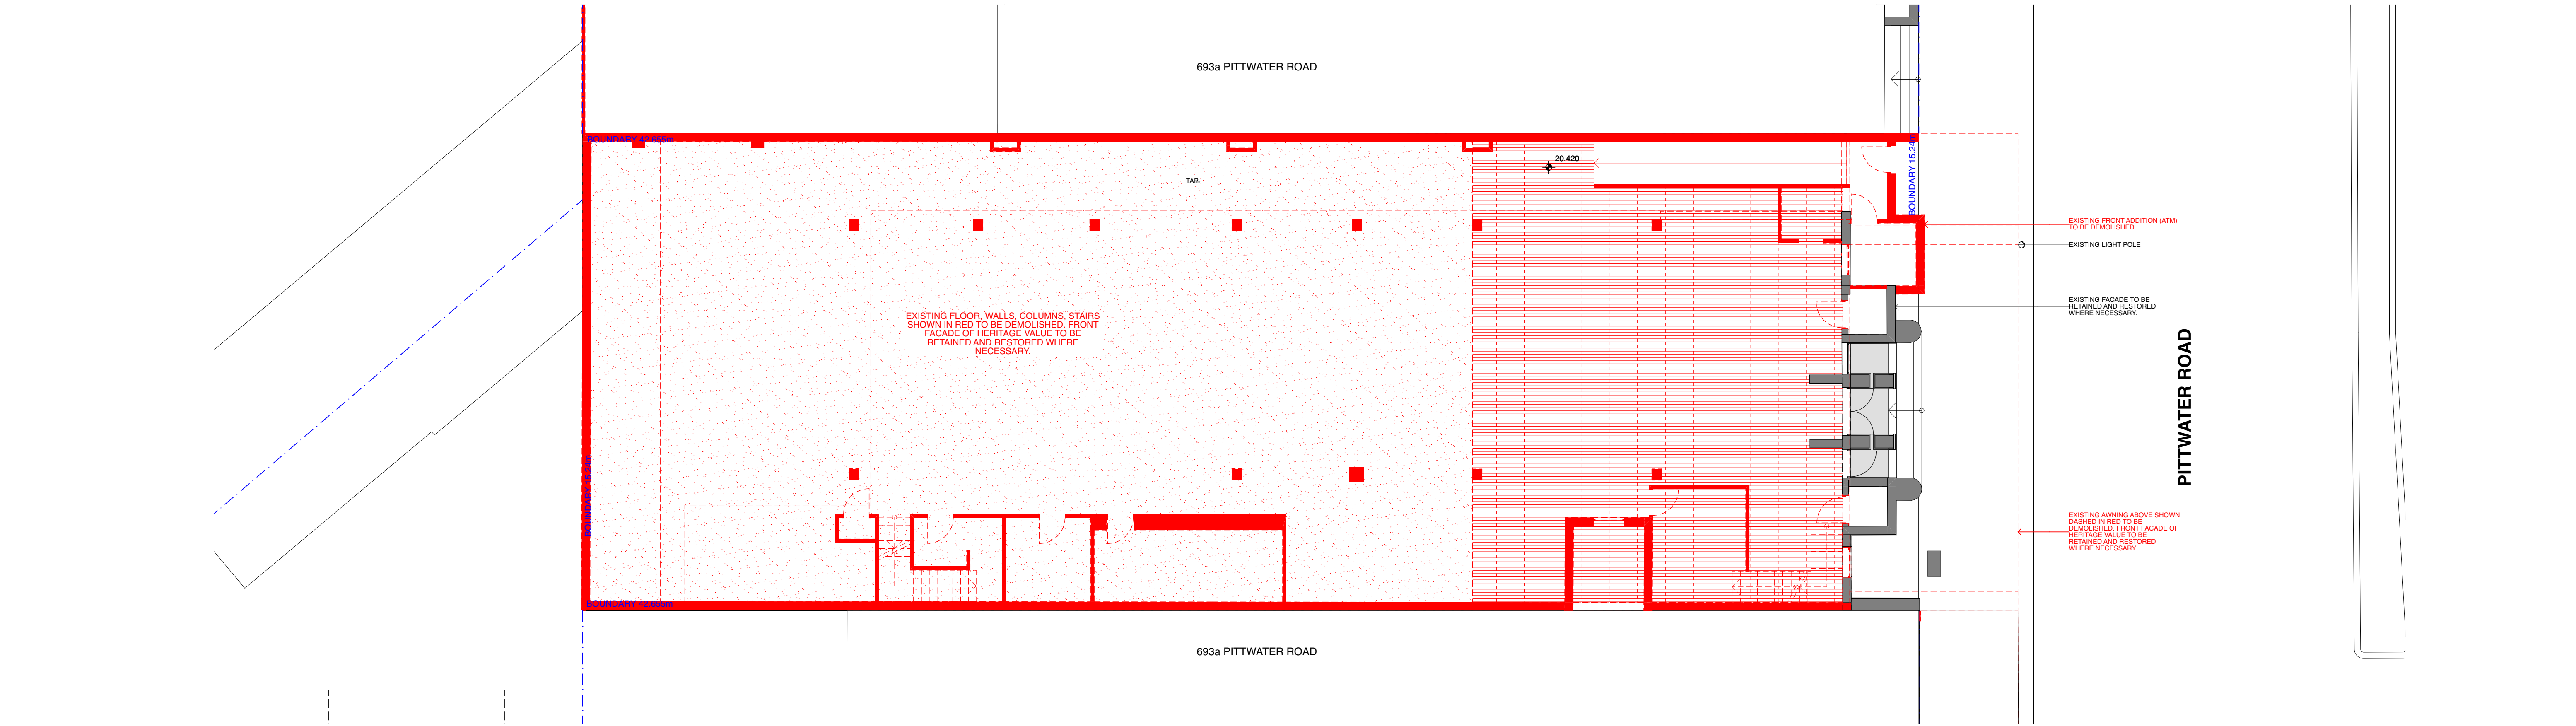 693a PITTWATER ROAD
BOUNDARY 42.655m
BOUNDARY 15.24m
20,420
TAP.
EXISTING FRONT ADDITION (ATM)
TO BE DEMOLISHED.
EXISTING LIGHT POLE
EXISTING FACADE TO BE
RETAINED AND RESTORED
WHERE NECESSARY.
EXISTING FLOOR, WALLS, COLUMNS, STAIRS
SHOWN IN RED TO BE DEMOLISHED. FRONT
FACADE OF HERITAGE VALUE TO BE
RETAINED AND RESTORED WHERE
NECESSARY.
PITTWATER ROAD
BOUNDARY 15.24m
EXISTING AWNING ABOVE SHOWN
DASHED IN RED TO BE
DEMOLISHED. FRONT FACADE OF
HERITAGE VALUE TO BE
RETAINED AND RESTORED
WHERE NECESSARY.
BOUNDARY 42.655m
693a PITTWATER ROAD